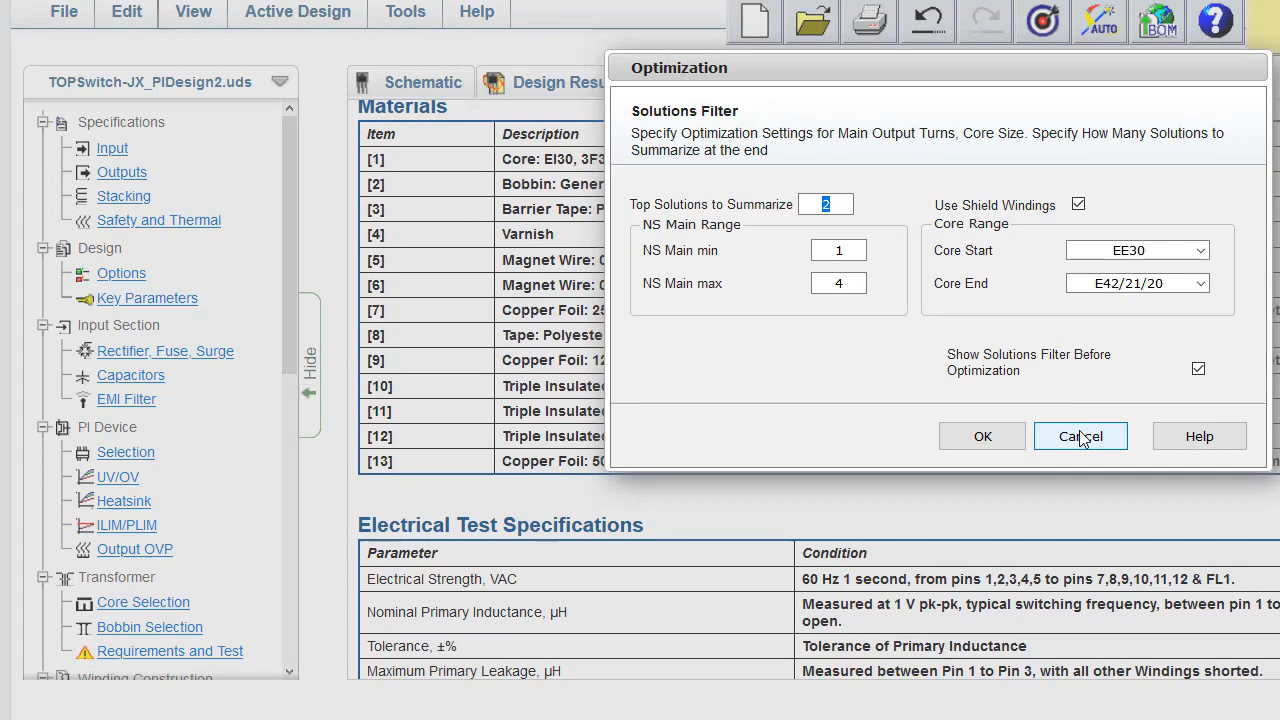 File Edit View Active Design Tools Help
AUTO BOM ?
TOPSwitch-JX_PIDesign2.uds
Specifications
Input
Outputs
Stacking
Safety and Thermal
Design
Options
Key Parameters
Input Section
Rectifier, Fuse, Surge
Capacitors
EMI Filter
PI Device
Selection
UV/OV
Heatsink
ILIM/PLIM
Output OVP
Transformer
Core Selection
Bobbin Selection
Requirements and Test
Winding Construction
Hide
Schematic Design Resu
Materials
Item Description
[1] Core: EI30, 3F3
[2] Bobbin: Gener
[3] Barrier Tape: P
[4] Varnish
[5] Magnet Wire: 0
[6] Magnet Wire: 0
[7] Copper Foil: 25
[8] Tape: Polyeste
[9] Copper Foil: 12
[10] Triple Insulated
[11] Triple Insulated
[12] Triple Insulated
[13] Copper Foil: 50
Electrical Test Specifications
Parameter Condition
Electrical Strength, VAC 60 Hz 1 second, from pins 1,2,3,4,5 to pins 7,8,9,10,11,12 & FL1.
Nominal Primary Inductance, µH Measured at 1 V pk-pk, typical switching frequency, between pin 1 to
open.
Tolerance, ±% Tolerance of Primary Inductance
Maximum Primary Leakage, µH Measured between Pin 1 to Pin 3, with all other Windings shorted.
Optimization
Solutions Filter
Specify Optimization Settings for Main Output Turns, Core Size. Specify How Many Solutions to
Summarize at the end
Top Solutions to Summarize 2 Use Shield Windings
NS Main Range Core Range
NS Main min 1 Core Start EE30
NS Main max 4 Core End E42/21/20
Show Solutions Filter Before
Optimization
OK Cancel Help